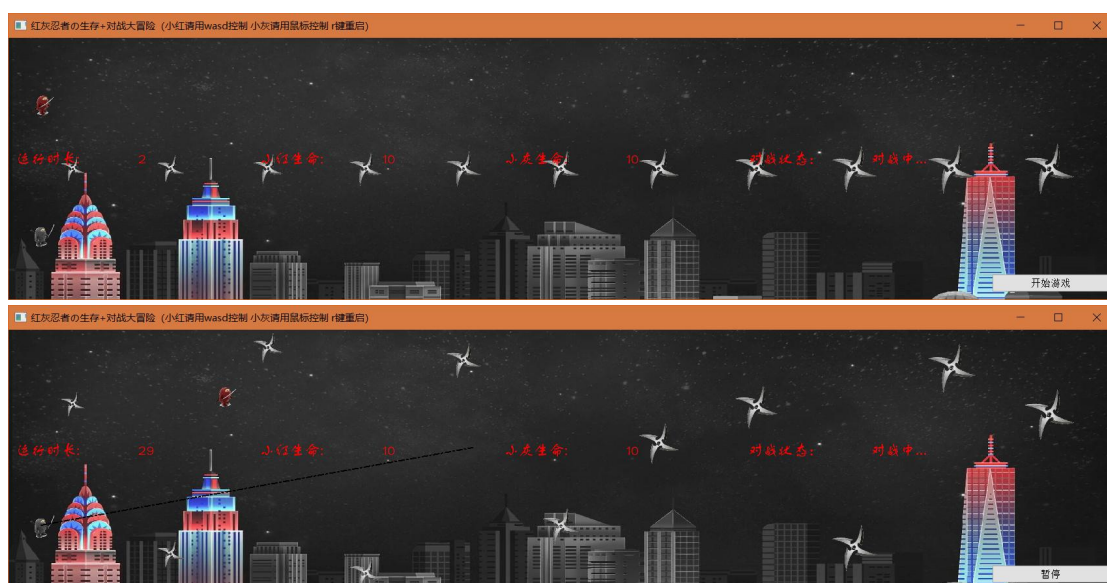 红灰忍者の生存+对战大冒险 (小红请用wasd控制 小灰请用鼠标控制 r键重启)
运行时长: 2 小红生命: 10 小灰生命: 10 对战状态: 对战中...
开始游戏
红灰忍者の生存+对战大冒险 (小红请用wasd控制 小灰请用鼠标控制 r键重启)
运行时长: 29 小红生命: 10 小灰生命: 10 对战状态: 对战中...
暂停